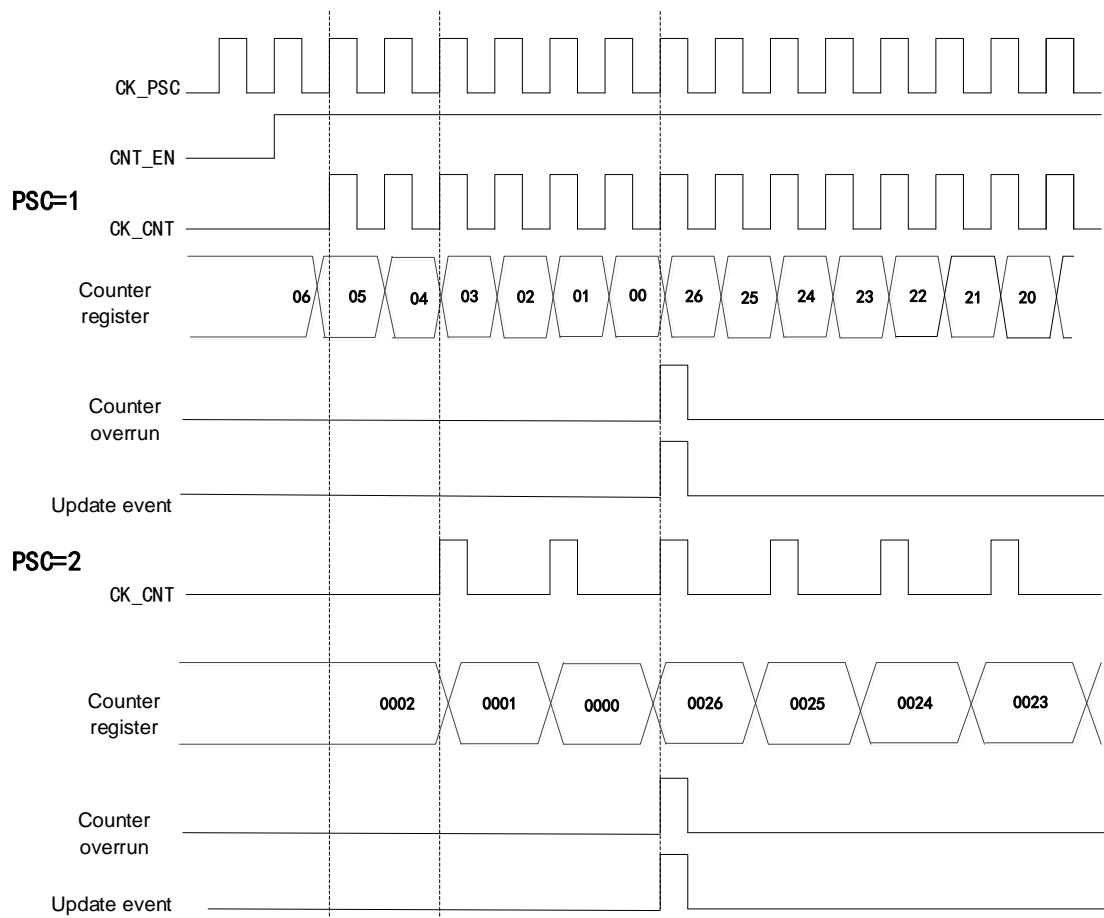 CK_PSC
CNT_EN
PSC=1
CK_CNT
Counter
register
06 05 04 03 02 01 00 26 25 24 23 22 21 20
Counter
overrun
Update event
PSC=2
CK_CNT
Counter
register
0002 0001 0000 0026 0025 0024 0023
Counter
overrun
Update event